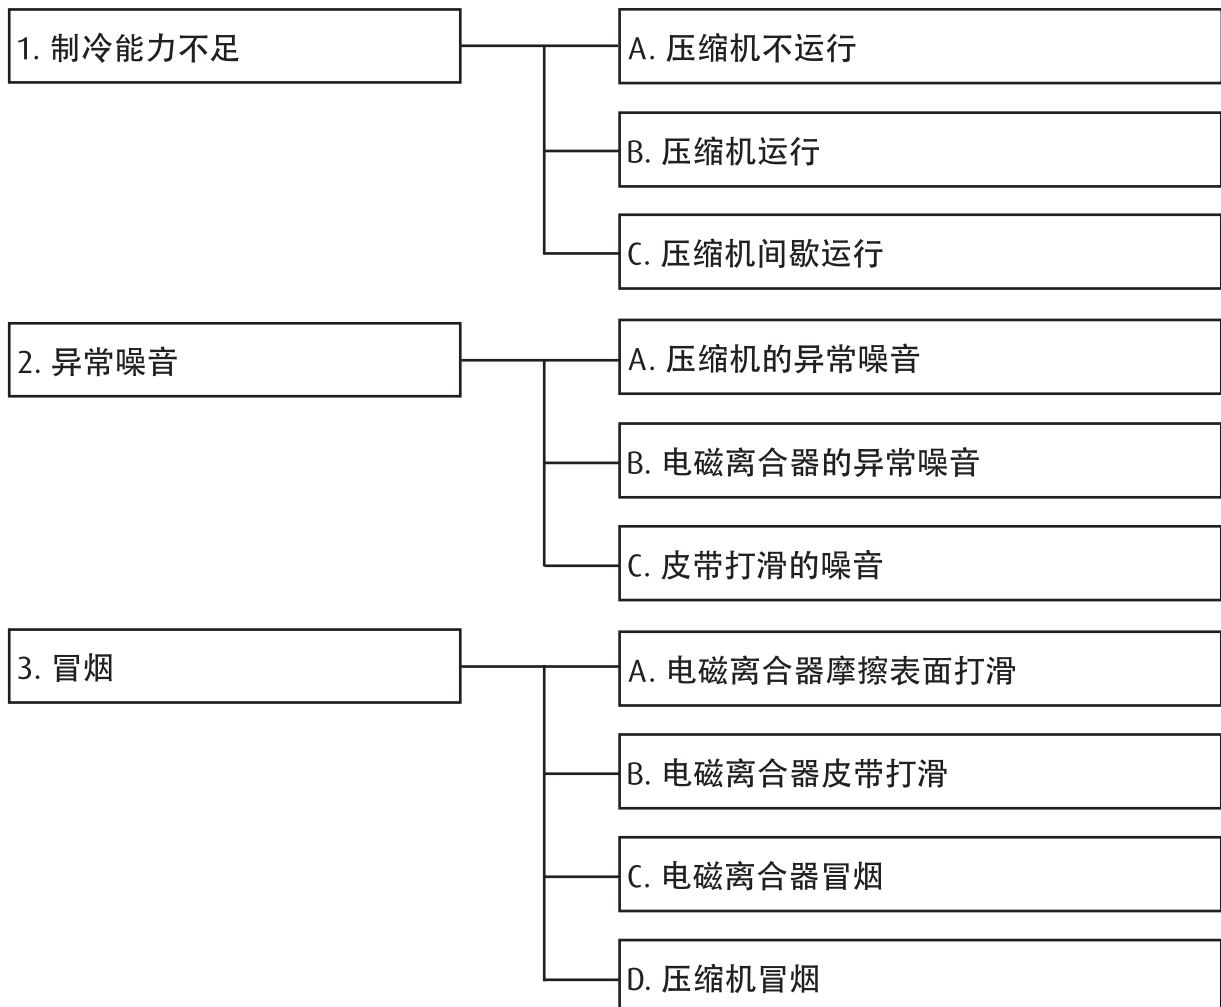 1. 制冷能力不足
A. 压缩机不运行
B. 压缩机运行
C. 压缩机间歇运行
2. 异常噪音
A. 压缩机的异常噪音
B. 电磁离合器的异常噪音
C. 皮带打滑的噪音
3. 冒烟
A. 电磁离合器摩擦表面打滑
B. 电磁离合器皮带打滑
C. 电磁离合器冒烟
D. 压缩机冒烟